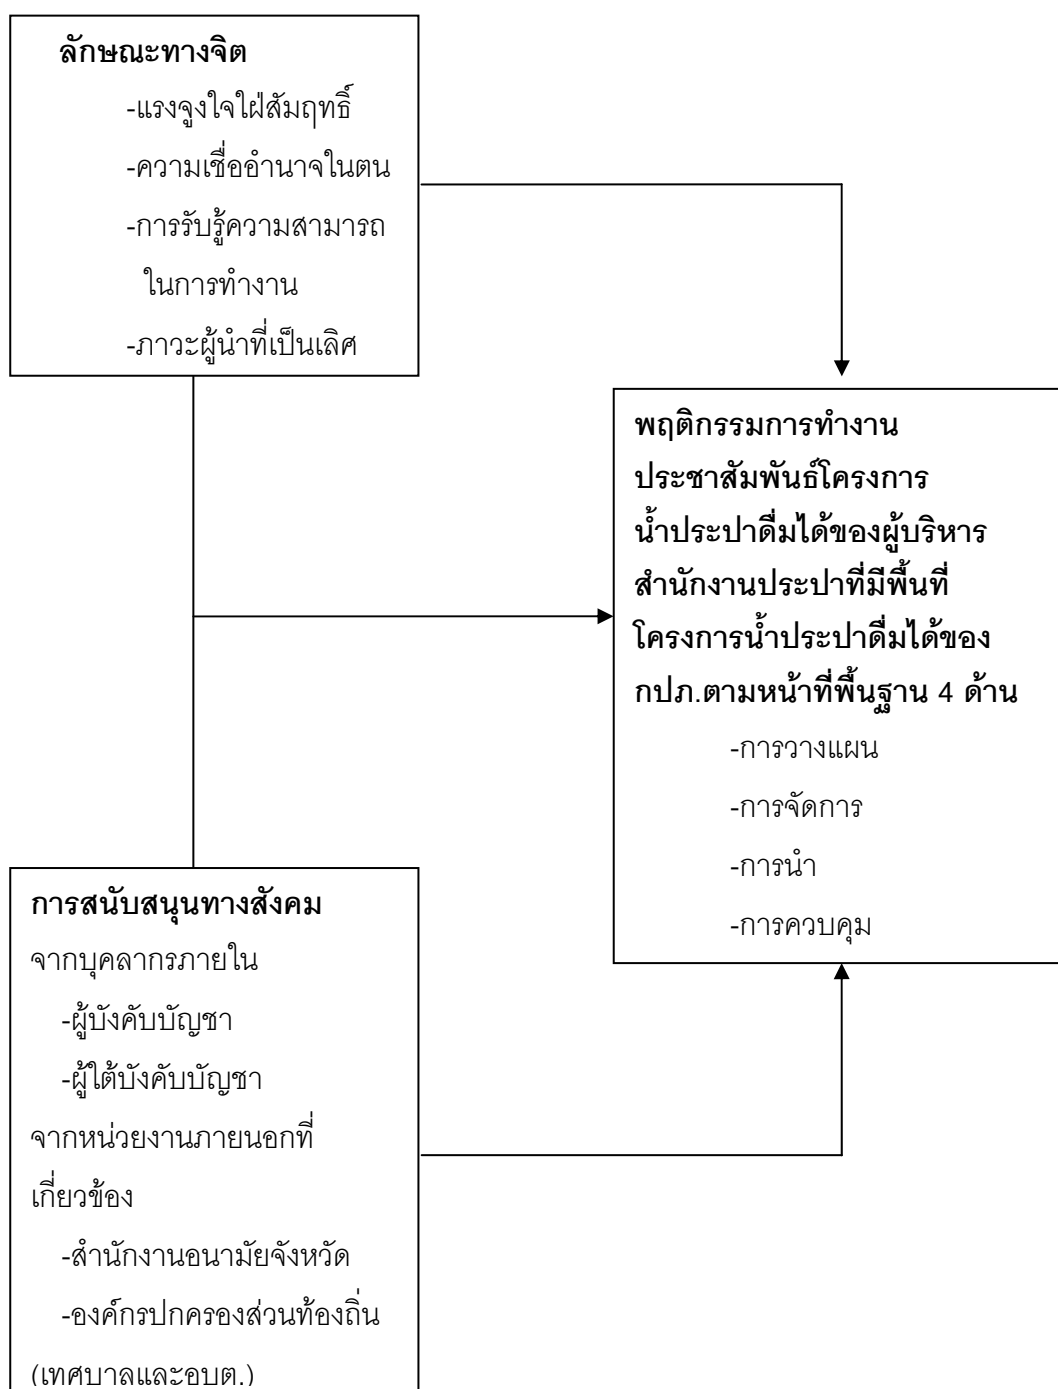 ลักษณะทางจิต
-แรงจูงใจใฝ่สัมฤทธิ์
-ความเชื่ออำนาจในตน
-การรับรู้ความสามารถ
ในการทำงาน
-ภาวะผู้นำที่เป็นเลิศ
พฤติกรรมการทำงาน
ประชาสัมพันธ์โครงการ
น้ำประปาดื่มได้ของผู้บริหาร
สำนักงานประปาที่มีพื้นที่
โครงการน้ำประปาดื่มได้ของ
กปภ.ตามหน้าที่พื้นฐาน 4 ด้าน
-การวางแผน
-การจัดการ
-การนำ
-การควบคุม
การสนับสนุนทางสังคม
จากบุคลากรภายใน
-ผู้บังคับบัญชา
-ผู้ใต้บังคับบัญชา
จากหน่วยงานภายนอกที่
เกี่ยวข้อง
-สำนักงานอนามัยจังหวัด
-องค์กรปกครองส่วนท้องถิ่น
(เทศบาลและอบต.)